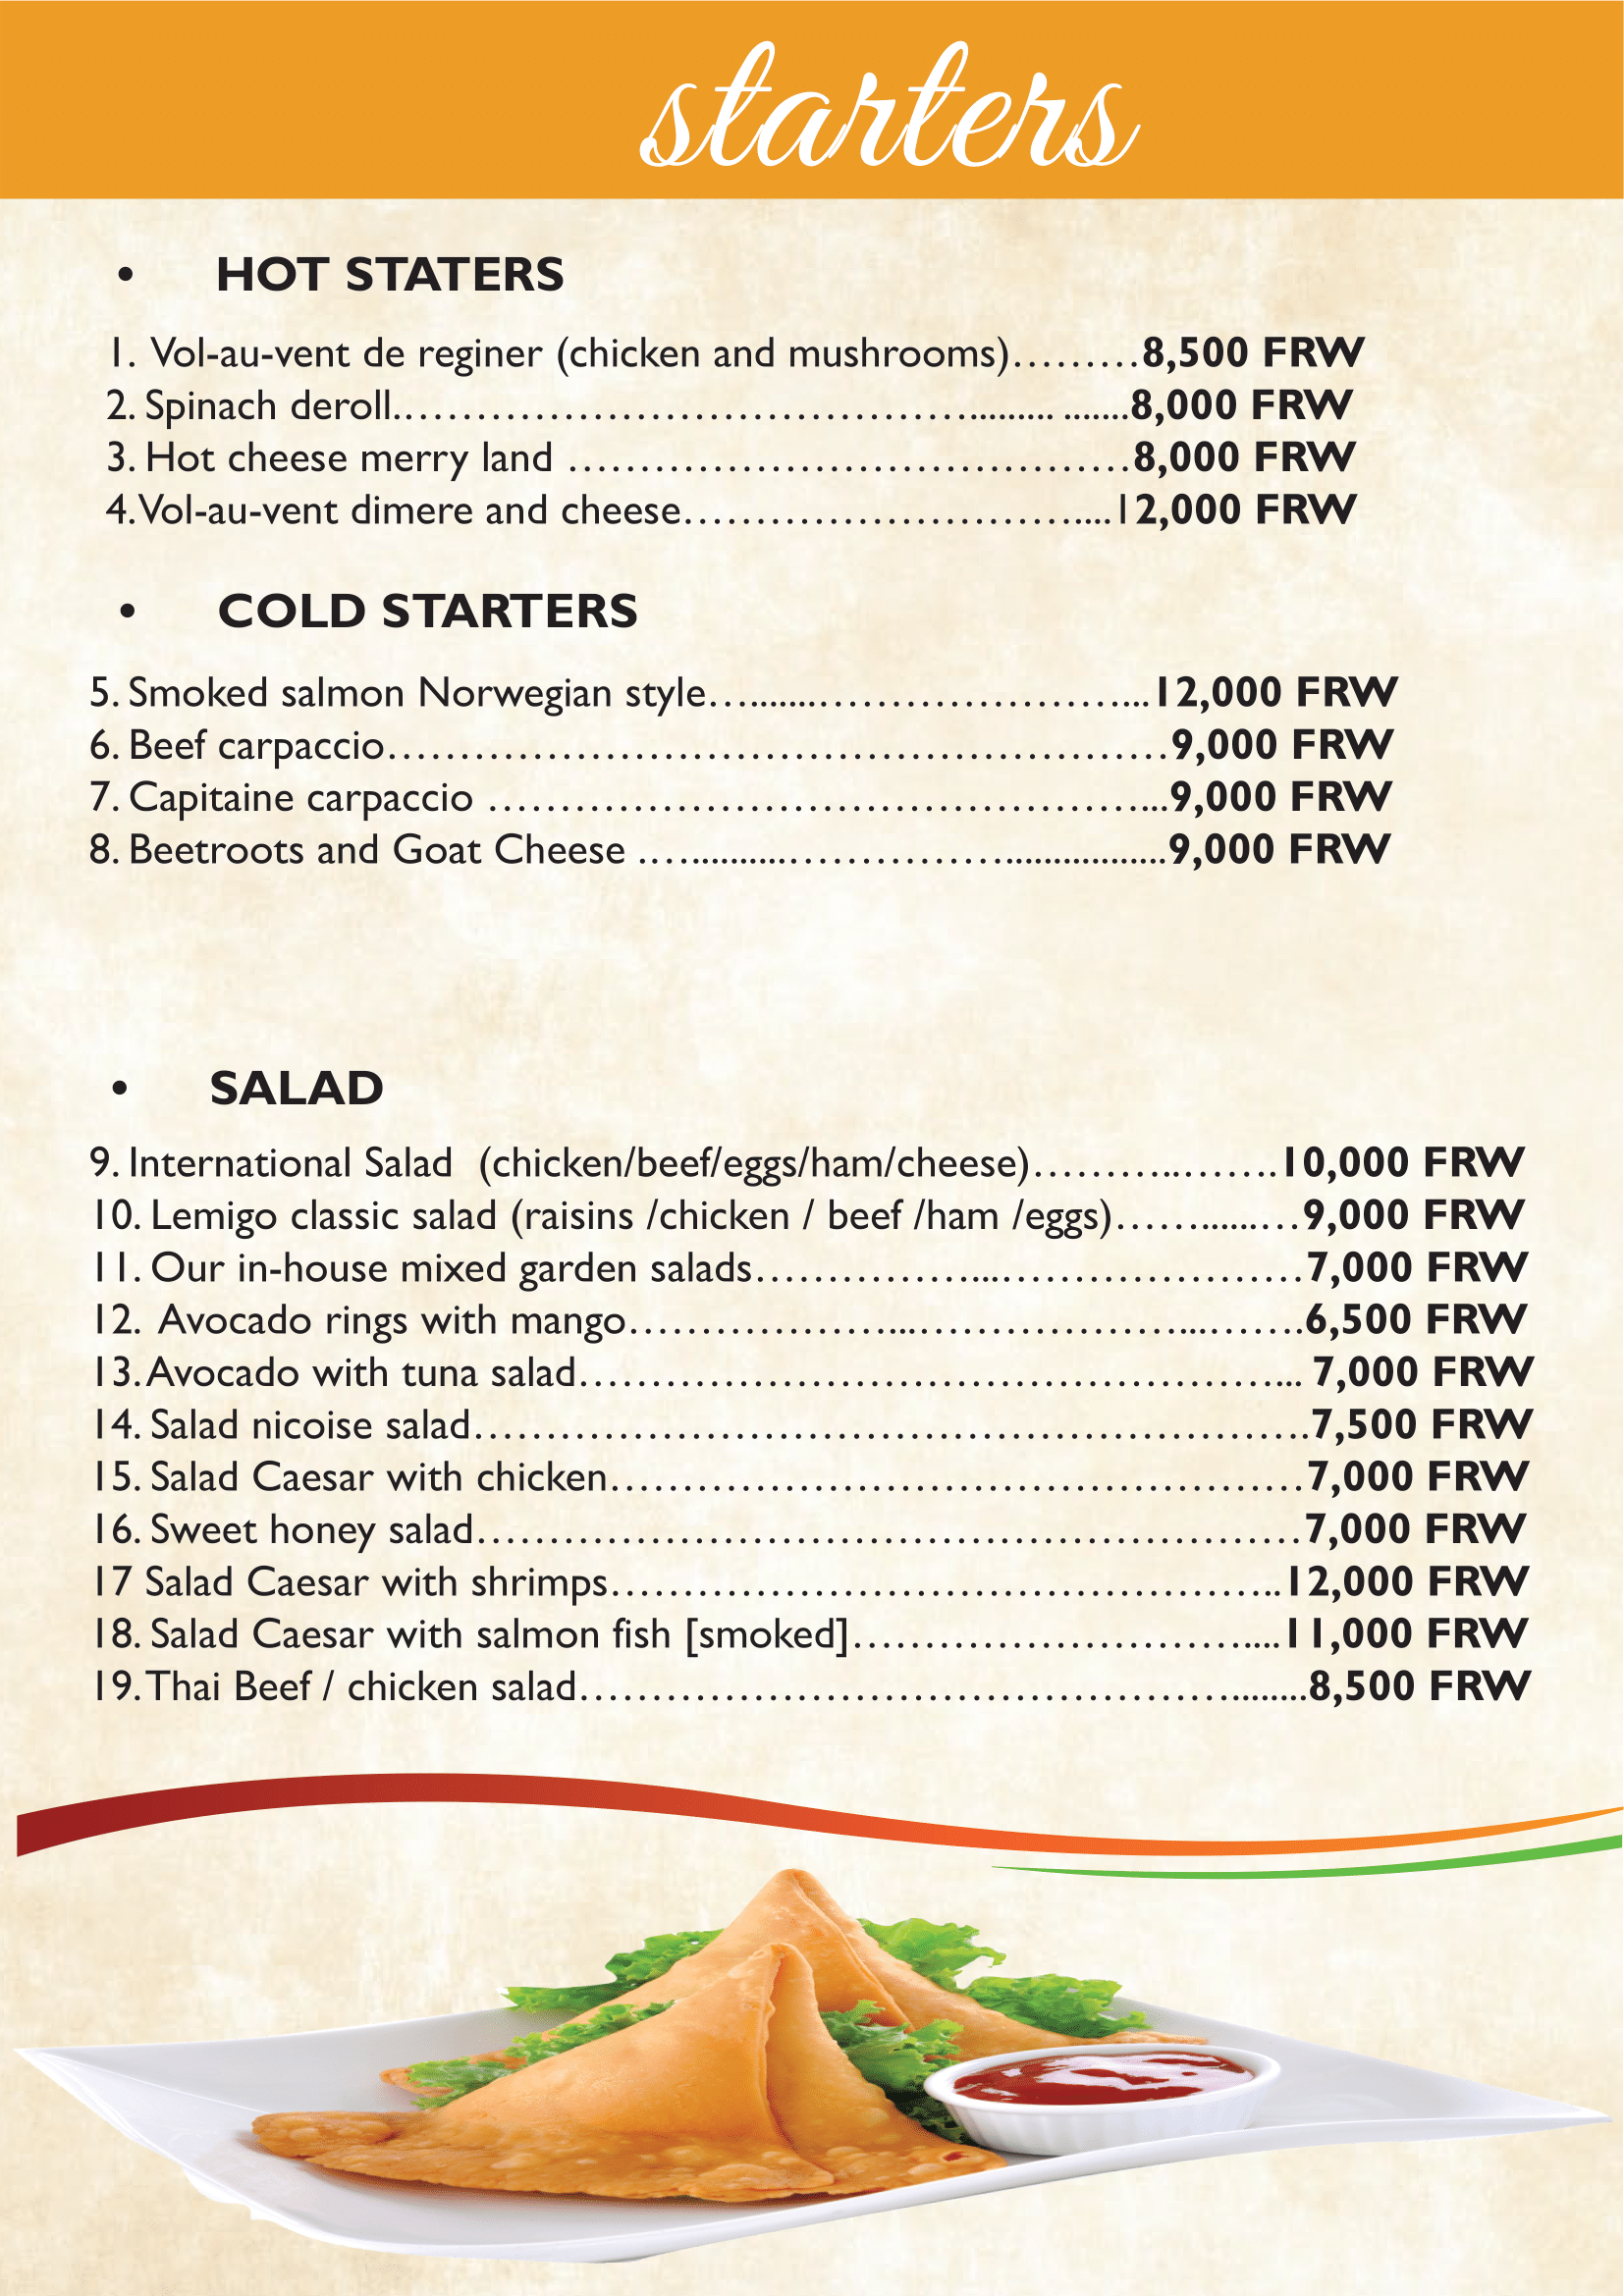 starters
• HOT STATERS
1. Vol-au-vent de reginer (chicken and mushrooms).........8,500 FRW
2. Spinach deroll.................................................. .......8,000 FRW
3. Hot cheese merry land .......................................8,000 FRW
4. Vol-au-vent dimere and cheese..............................12,000 FRW
• COLD STARTERS
5. Smoked salmon Norwegian style..................................12,000 FRW
6. Beef carpaccio......................................................9,000 FRW
7. Capitaine carpaccio ................................................9,000 FRW
8. Beetroots and Goat Cheese ..........................................9,000 FRW
• SALAD
9. International Salad (chicken/beef/eggs/ham/cheese)..................10,000 FRW
10. Lemigo classic salad (raisins /chicken / beef /ham /eggs)...............9,000 FRW
11. Our in-house mixed garden salads.......................................7,000 FRW
12. Avocado rings with mango................................................6,500 FRW
13. Avocado with tuna salad.................................................. 7,000 FRW
14. Salad nicoise salad..........................................................7,500 FRW
15. Salad Caesar with chicken................................................7,000 FRW
16. Sweet honey salad.........................................................7,000 FRW
17 Salad Caesar with shrimps...............................................12,000 FRW
18. Salad Caesar with salmon fish [smoked]...............................11,000 FRW
19. Thai Beef / chicken salad.....................................................8,500 FRW